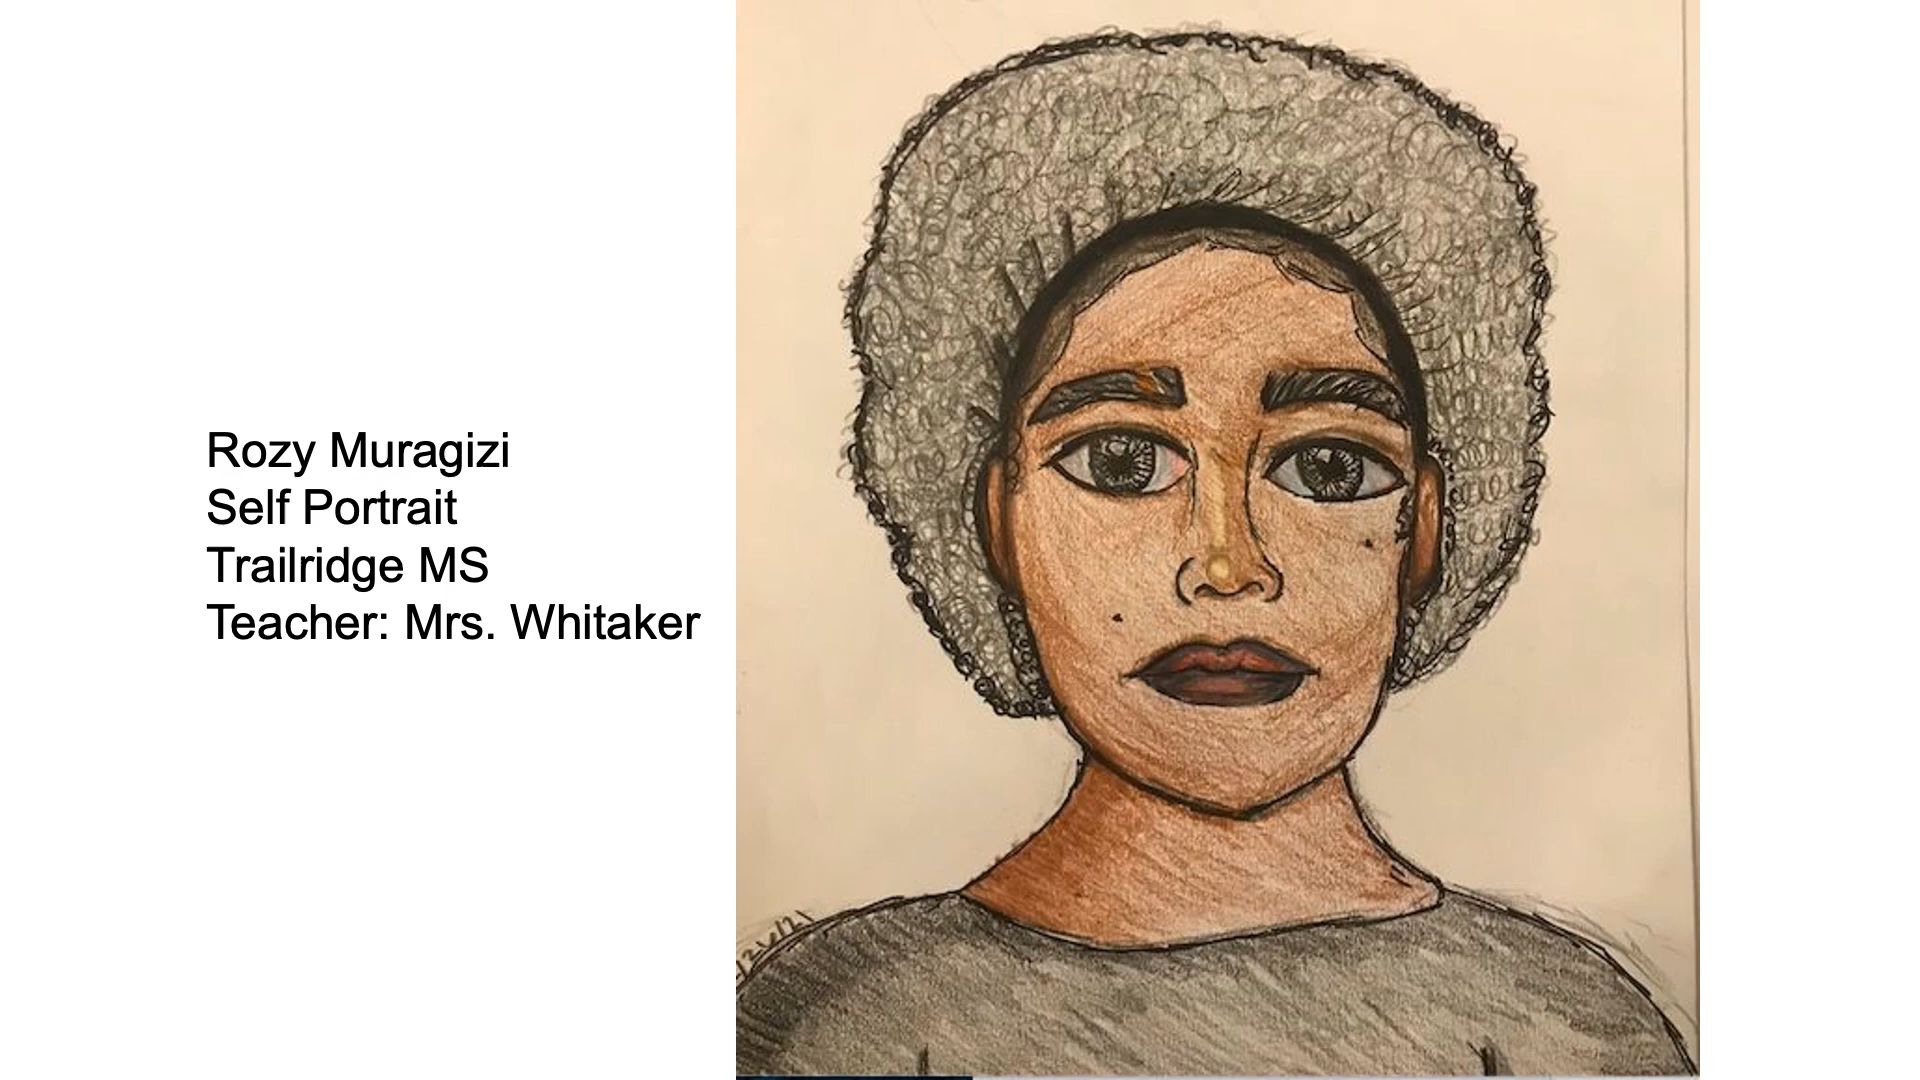 Rozy Muragizi
Self Portrait
Trailridge MS
Teacher: Mrs. Whitaker